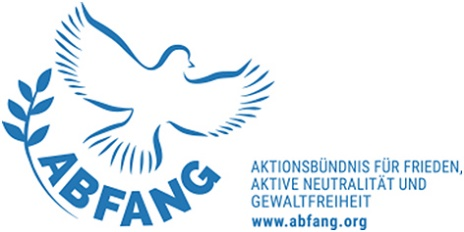 ABFANG
AKTIONSBÜNDNIS FÜR FRIEDEN,
AKTIVE NEUTRALITÄT UND
GEWALTFREIHEIT
www.abfang.org